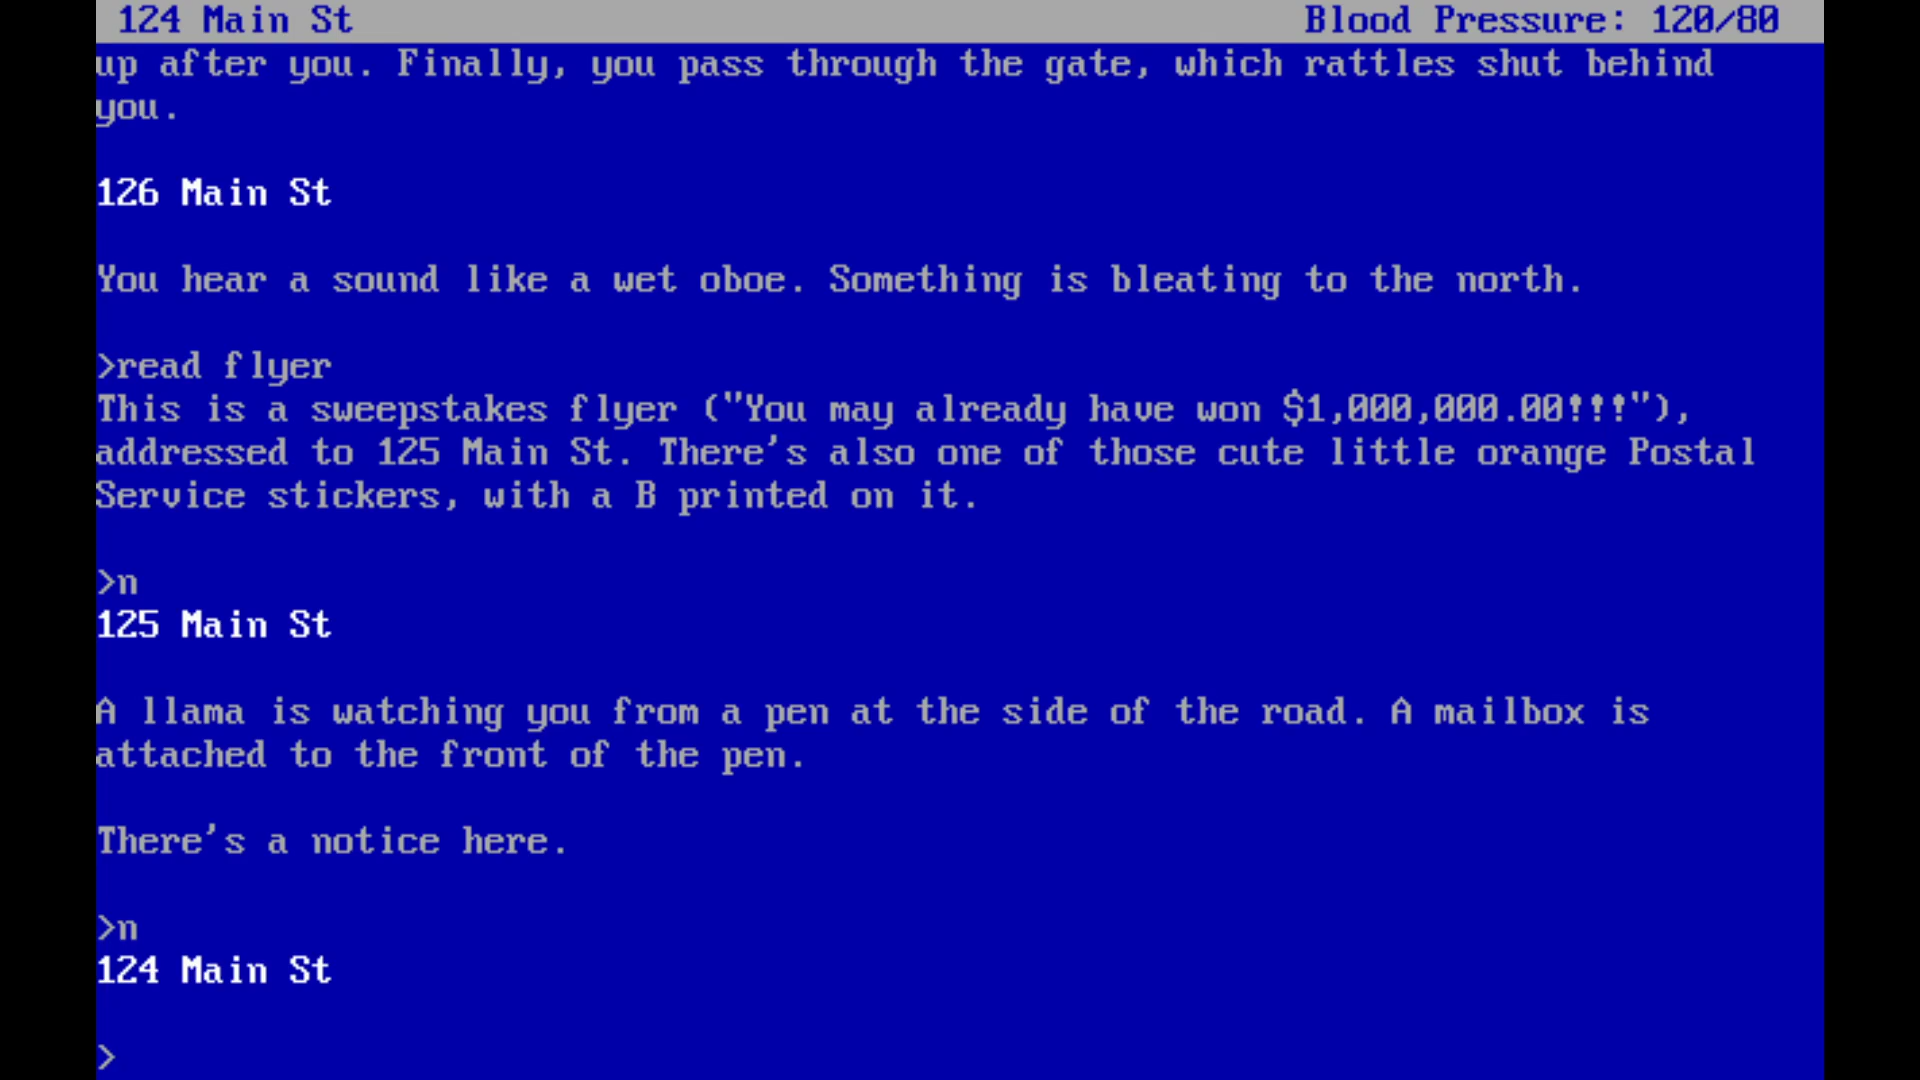 124 Main St Blood Pressure: 120/80
up after you. Finally, you pass through the gate, which rattles shut behind
you.
126 Main St
You hear a sound like a wet oboe. Something is bleating to the north.
>read flyer
This is a sweepstakes flyer ("You may already have won $1,000,000.00!!!"),
addressed to 125 Main St. There's also one of those cute little orange Postal
Service stickers, with a B printed on it.
>n
125 Main St
A llama is watching you from a pen at the side of the road. A mailbox is
attached to the front of the pen.
There's a notice here.
>n
124 Main St
>